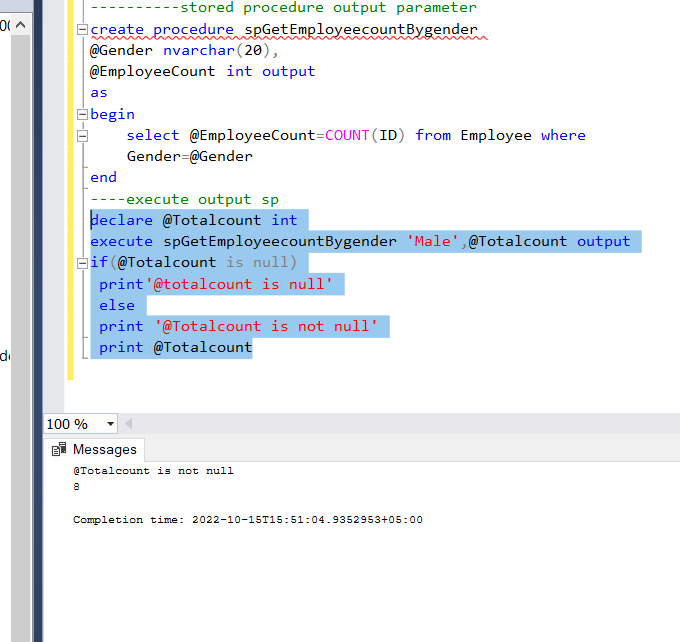 ----------stored procedure output parameter
create procedure spGetEmployeecountBygender
@Gender nvarchar(20),
@EmployeeCount int output
as
begin
select @EmployeeCount=COUNT(ID) from Employee where
Gender=@Gender
end
----execute output sp
declare @Totalcount int
execute spGetEmployeecountBygender 'Male',@Totalcount output
if(@Totalcount is null)
print'@totalcount is null'
else
print '@Totalcount is not null'
print @Totalcount
100 %
Messages
@Totalcount is not null
8
Completion time: 2022-10-15T15:51:04.9352953+05:00